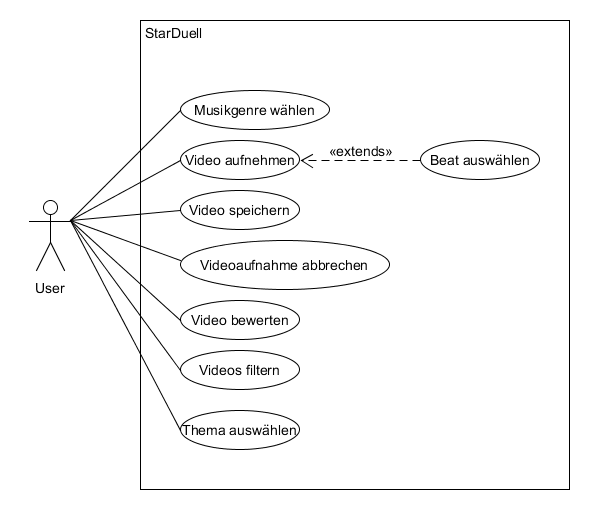 StarDuell
Musikgenre wählen
Video aufnehmen
«extends»
Beat auswählen
Video speichern
Videoaufnahme abbrechen
User
Video bewerten
Videos filtern
Thema auswählen